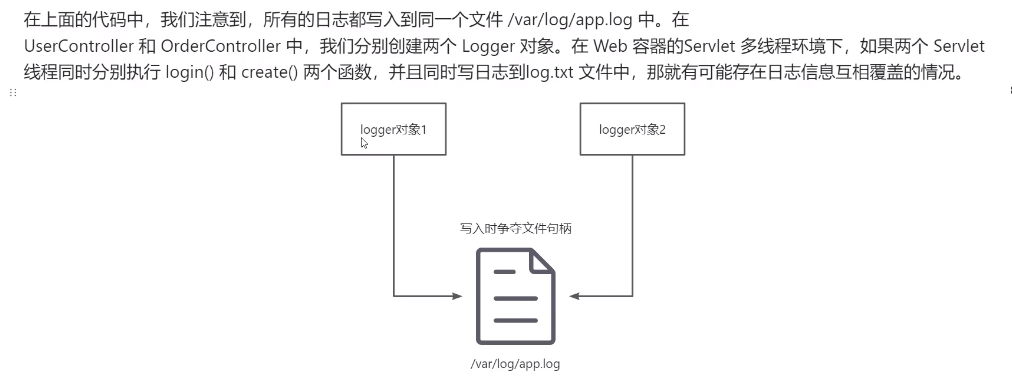 在上面的代码中，我们注意到，所有的日志都写入到同一个文件 /var/log/app.log 中。在
UserController 和 OrderController 中，我们分别创建两个 Logger 对象。在 Web 容器的Servlet 多线程环境下，如果两个 Servlet
线程同时分别执行 login() 和 create() 两个函数，并且同时写日志到log.txt 文件中，那就有可能存在日志信息互相覆盖的情况。
logger对象1
logger对象2
写入时争夺文件句柄
/var/log/app.log